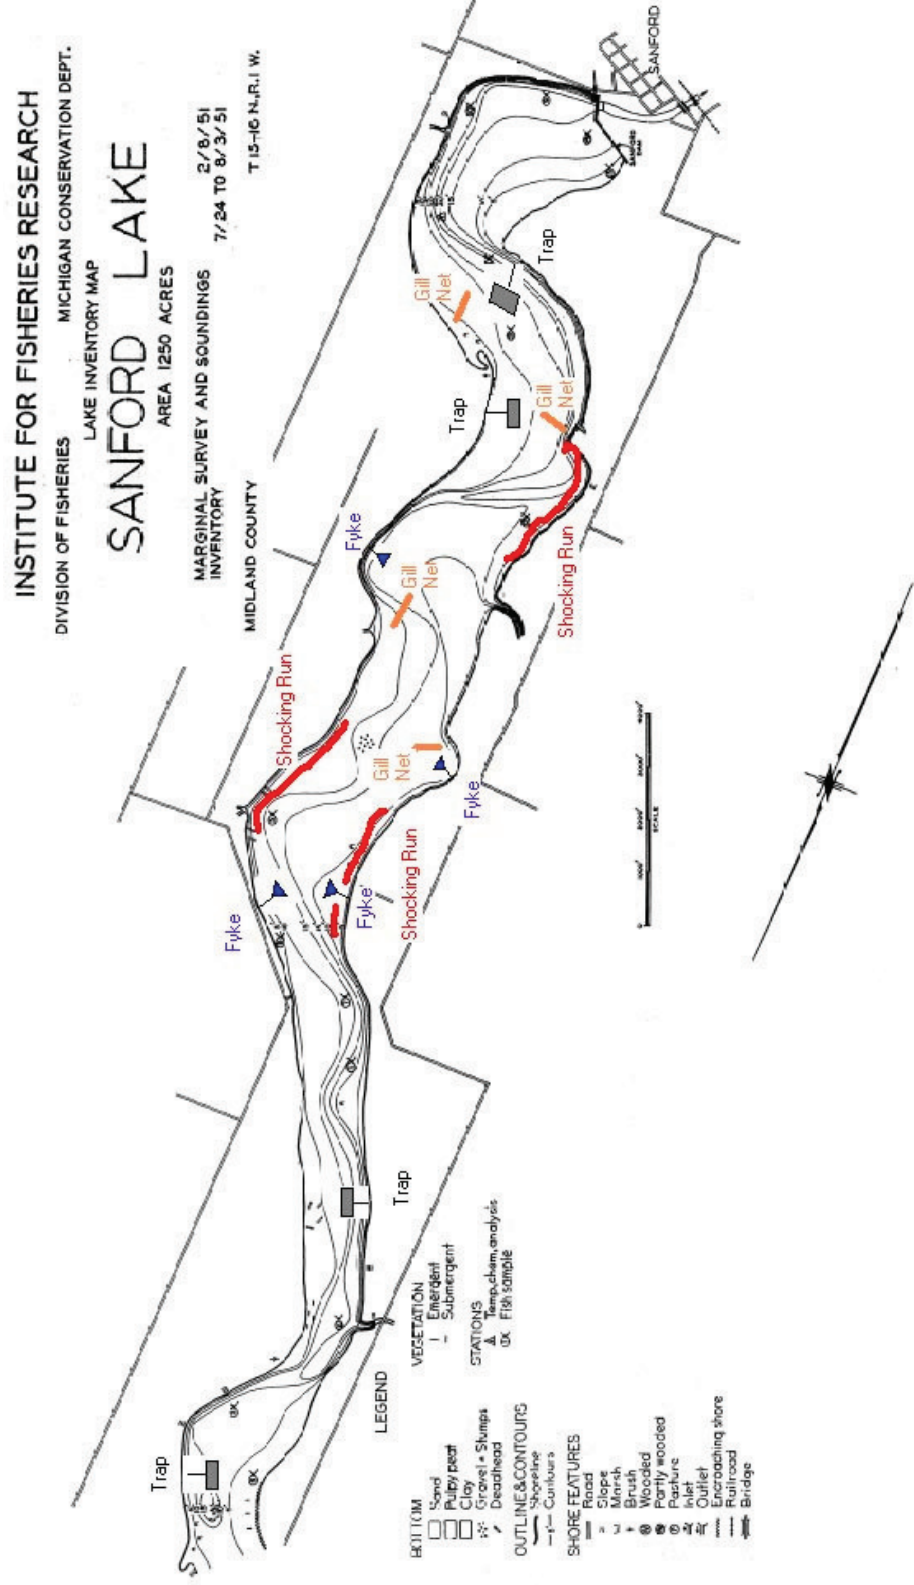 INSTITUTE FOR FISHERIES RESEARCH
DIVISION OF FISHERIES MICHIGAN CONSERVATION DEPT.
LAKE INVENTORY MAP
SANFORD LAKE
AREA 1250 ACRES
MARGINAL SURVEY AND SOUNDINGS 2/8/51
INVENTORY 7/24 TO 8/3/51
MIDLAND COUNTY T15-16 N.,R.1 W.
SANFORD
SANFORD
DAM
Trap
Gill
Net
Trap
Gill
Net
Shocking Run
Fyke
Gill
Net
Shocking Run
Gill
Net
Fyke
Shocking Run
Fyke
Fyke
Trap
Trap
SCALE
LEGEND
BOTTOM
Sand
Pulpy peat
Clay
Gravel + Stumps
Deadhead
OUTLINE & CONTOURS
Shoreline
Contours
SHORE FEATURES
Road
Slope
Marsh
Brush
Wooded
Partly wooded
Pasture
Inlet
Outlet
Encroaching shore
Railroad
Bridge
VEGETATION
Emergent
Submergent
STATIONS
Temp,chem,analysis
Fish sample